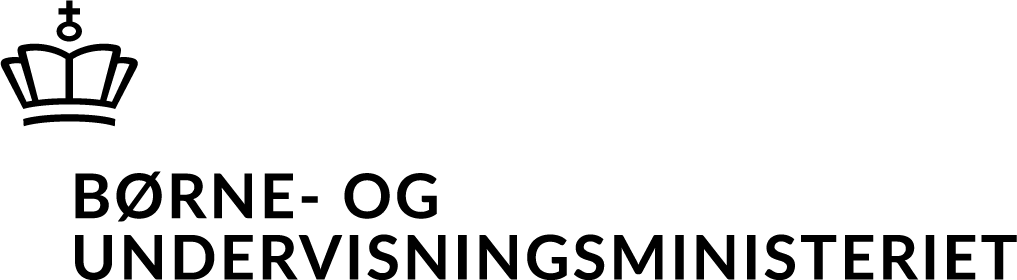 BØRNE- OG
UNDERVISNINGSMINISTERIET